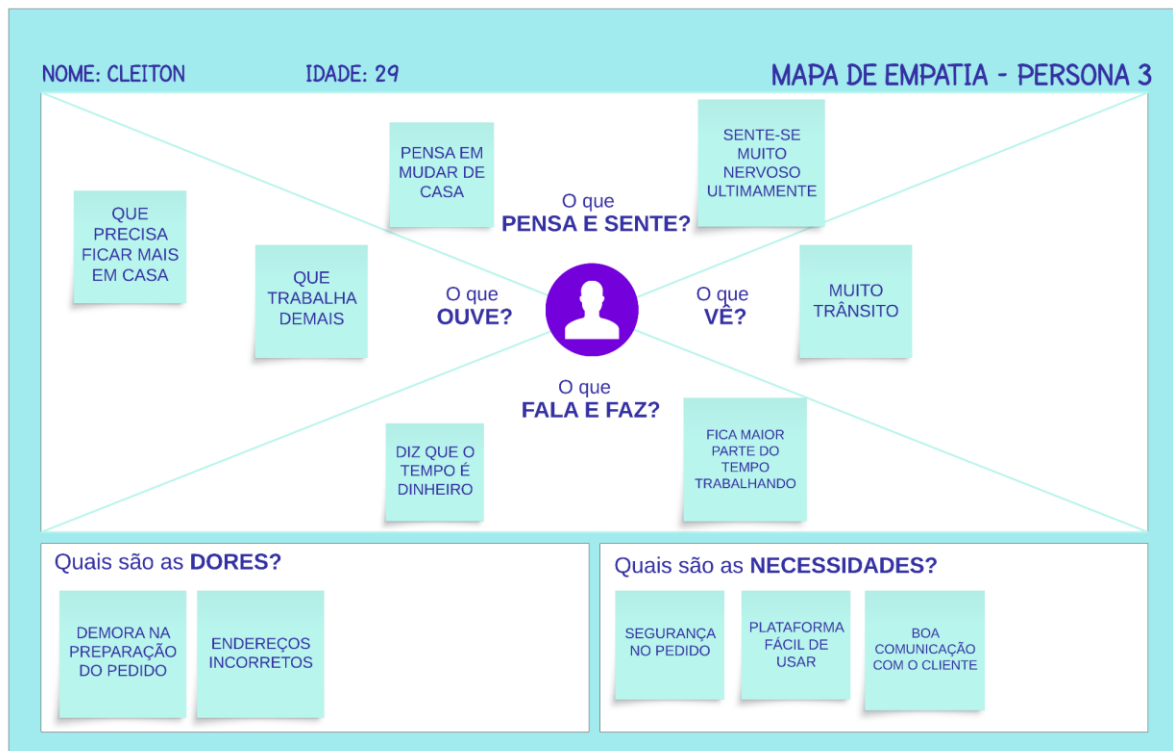 NOME: CLEITON
IDADE: 29
MAPA DE EMPATIA - PERSONA 3
PENSA EM
MUDAR DE
CASA
SENTE-SE
MUITO
NERVOSO
ULTIMAMENTE
O que
PENSA E SENTE?
QUE
PRECISA
FICAR MAIS
EM CASA
QUE
TRABALHA
DEMAIS
O que
OUVE?
O que
VÊ?
MUITO
TRÂNSITO
O que
FALA E FAZ?
DIZ QUE O
TEMPO É
DINHEIRO
FICA MAIOR
PARTE DO
TEMPO
TRABALHANDO
Quais são as DORES?
DEMORA NA
PREPARAÇÃO
DO PEDIDO
ENDEREÇOS
INCORRETOS
Quais são as NECESSIDADES?
SEGURANÇA
NO PEDIDO
PLATAFORMA
FÁCIL DE
USAR
BOA
COMUNICAÇÃO
COM O CLIENTE